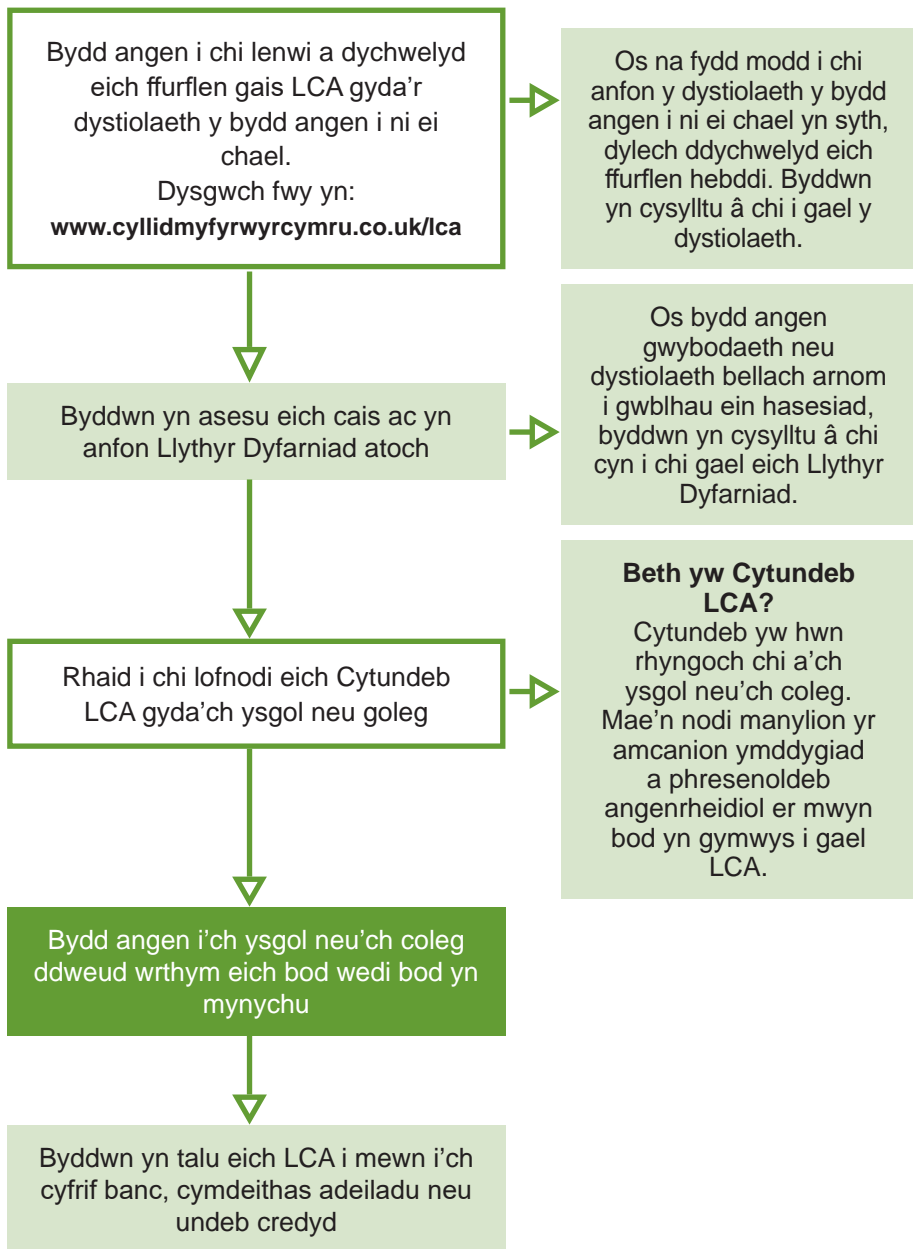 Bydd angen i chi lenwi a dychwelyd
eich ffurflen gais LCA gyda'r
dystiolaeth y bydd angen i ni ei
chael.
Dysgwch fwy yn:
www.cyllidmyfyrwyrcymru.co.uk/lca
Os na fydd modd i chi
anfon y dystiolaeth y bydd
angen i ni ei chael yn syth,
dylech ddychwelyd eich
ffurflen hebddi. Byddwn
yn cysylltu â chi i gael y
dystiolaeth.
Byddwn yn asesu eich cais ac yn
anfon Llythyr Dyfarniad atoch
Os bydd angen
gwybodaeth neu
dystiolaeth bellach arnom
i gwblhau ein hasesiad,
byddwn yn cysylltu â chi
cyn i chi gael eich Llythyr
Dyfarniad.
Rhaid i chi lofnodi eich Cytundeb
LCA gyda'ch ysgol neu goleg
Beth yw Cytundeb
LCA?
Cytundeb yw hwn
rhyngoch chi a'ch
ysgol neu'ch coleg.
Mae'n nodi manylion yr
amcanion ymddygiad
a phresenoldeb
angenrheidiol er mwyn
bod yn gymwys i gael
LCA.
Bydd angen i'ch ysgol neu'ch coleg
ddweud wrthym eich bod wedi bod yn
mynychu
Byddwn yn talu eich LCA i mewn i'ch
cyfrif banc, cymdeithas adeiladu neu
undeb credyd